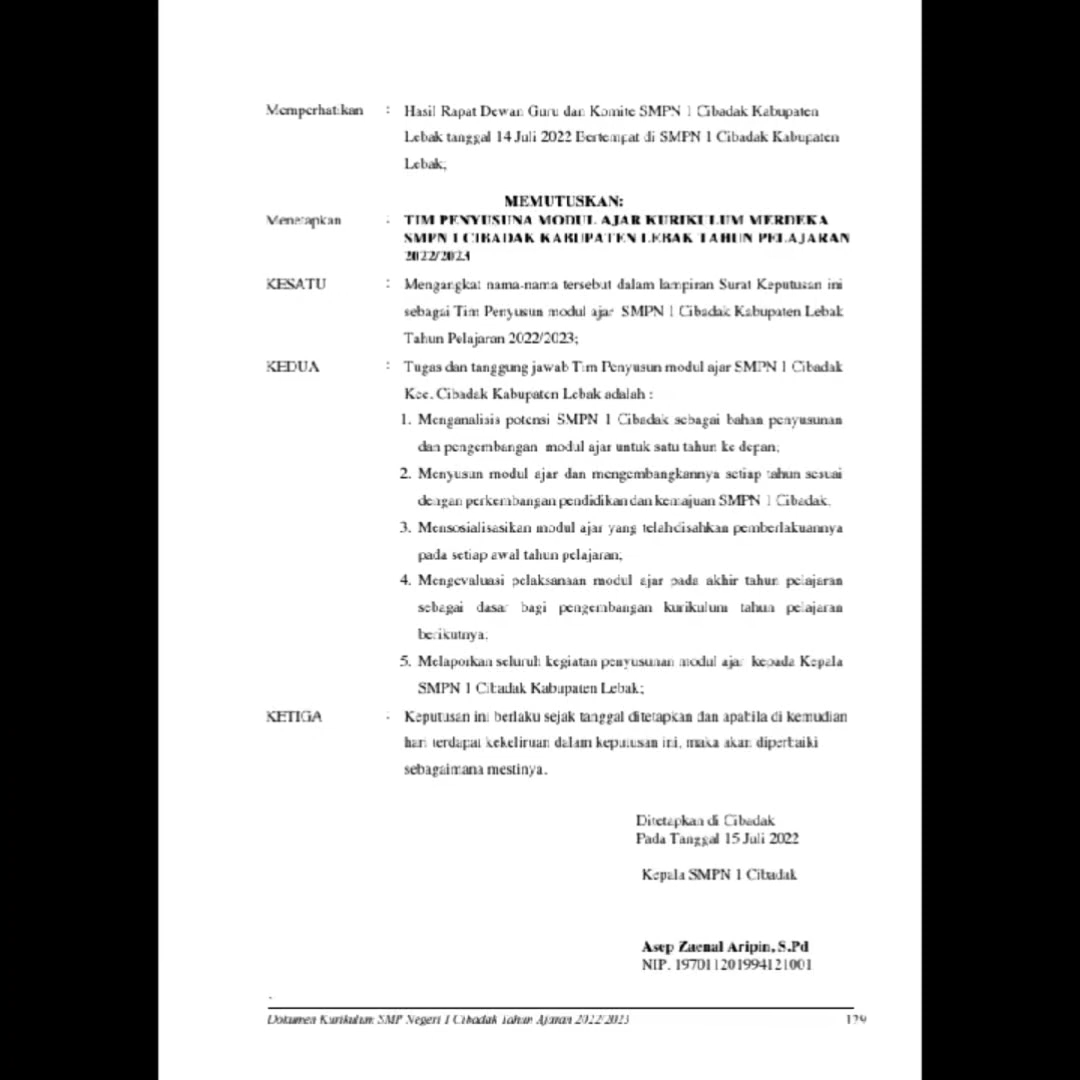 Memperhatikan : Hasil Rapat Dewan Guru dan Komite SMPN 1 Cibadak Kabupaten
Lebak tanggal 14 Juli 2022 Bertempat di SMPN 1 Cibadak Kabupaten
Lebak;
MEMUTUSKAN:
Menetapkan : TIM PENYUSUNA MODUL AJAR KURIKULUM MERDEKA
SMPN 1 CIBADAK KABUPATEN LEBAK TAHUN PELAJARAN
2022/2023
KESATU : Mengangkat nama-nama tersebut dalam lampiran Surat Keputusan ini
sebagai Tim Penyusun modul ajar SMPN 1 Cibadak Kabupaten Lebak
Tahun Pelajaran 2022/2023;
KEDUA : Tugas dan tanggung jawab Tim Penyusun modul ajar SMPN 1 Cibadak
Kec. Cibadak Kabupaten Lebak adalah :
1. Menganalisis potensi SMPN 1 Cibadak sebagai bahan penyusunan
dan pengembangan modul ajar untuk satu tahun ke depan;
2. Menyusun modul ajar dan mengembangkannya setiap tahun sesuai
dengan perkembangan pendidikan dan kemajuan SMPN 1 Cibadak.
3. Mensosialisasikan modul ajar yang telahdisahkan pemberlakuannya
pada setiap awal tahun pelajaran;
4. Mengevaluasi pelaksanaan modul ajar pada akhir tahun pelajaran
sebagai dasar bagi pengembangan kurikulum tahun pelajaran
berikutnya.
5. Melaporkan seluruh kegiatan penyusunan modul ajar kepada Kepala
SMPN 1 Cibadak Kabupaten Lebak;
KETIGA : Keputusan ini berlaku sejak tanggal ditetapkan dan apabila di kemudian
hari terdapat kekeliruan dalam keputusan ini, maka akan diperbaiki
sebagaimana mestinya.
Ditetapkan di Cibadak
Pada Tanggal 15 Juli 2022
Kepala SMPN 1 Cibadak
Asep Zaenal Aripin, S.Pd
NIP. 197011201994121001
Dokumen Kurikulum SMP Negeri 1 Cibadak Tahun Ajaran 2022/2023 129